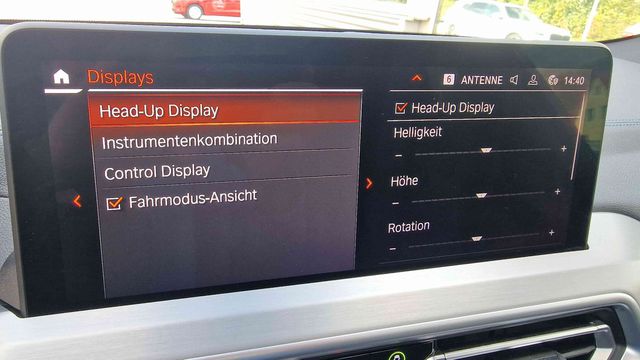 Displays
6 ANTENNE 14:40
Head-Up Display
Instrumentenkombination
Control Display
Fahrmodus-Ansicht
Head-Up Display
Helligkeit
− +
Höhe
− +
Rotation
− +